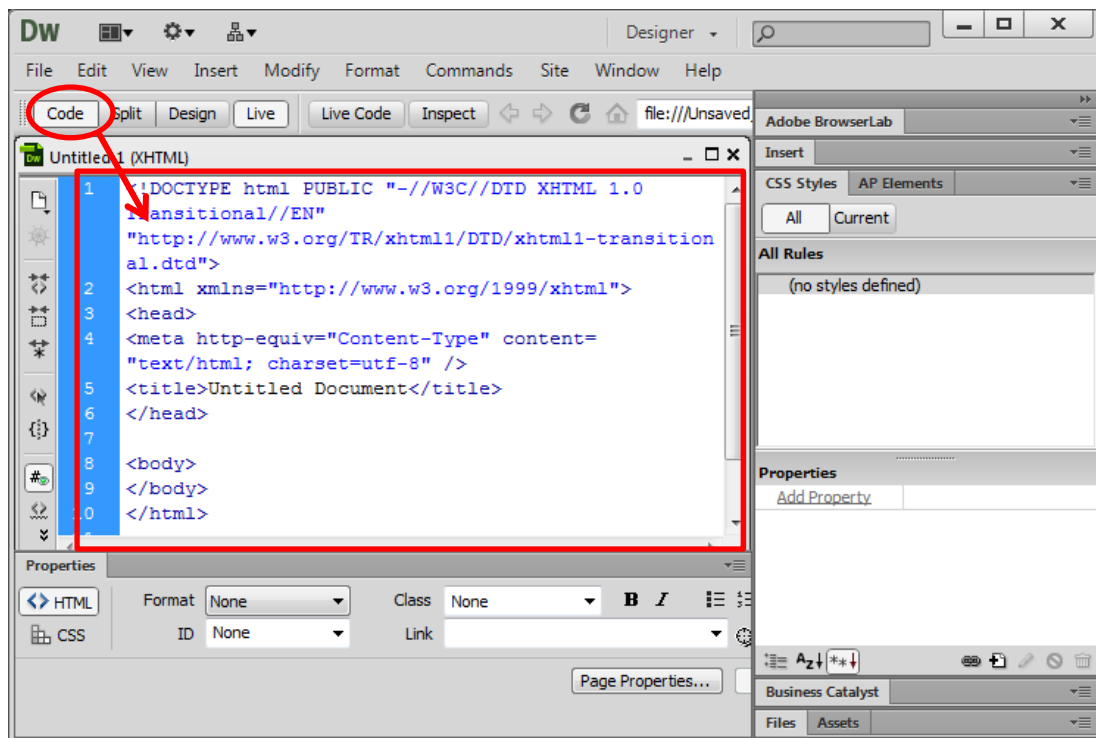 Dw Designer
File Edit View Insert Modify Format Commands Site Window Help
Code Split Design Live Live Code Inspect file:///Unsaved_
Untitled-1 (XHTML)
1 <!DOCTYPE html PUBLIC "-//W3C//DTD XHTML 1.0
Transitional//EN"
"http://www.w3.org/TR/xhtml1/DTD/xhtml1-transition
al.dtd">
2 <html xmlns="http://www.w3.org/1999/xhtml">
3 <head>
4 <meta http-equiv="Content-Type" content=
"text/html; charset=utf-8" />
5 <title>Untitled Document</title>
6 </head>
7
8 <body>
9 </body>
10 </html>
Properties
HTML Format None Class None B I
CSS ID None Link
Page Properties...
Adobe BrowserLab
Insert
CSS Styles AP Elements
All Current
All Rules
(no styles defined)
Properties
Add Property
Az **
Business Catalyst
Files Assets